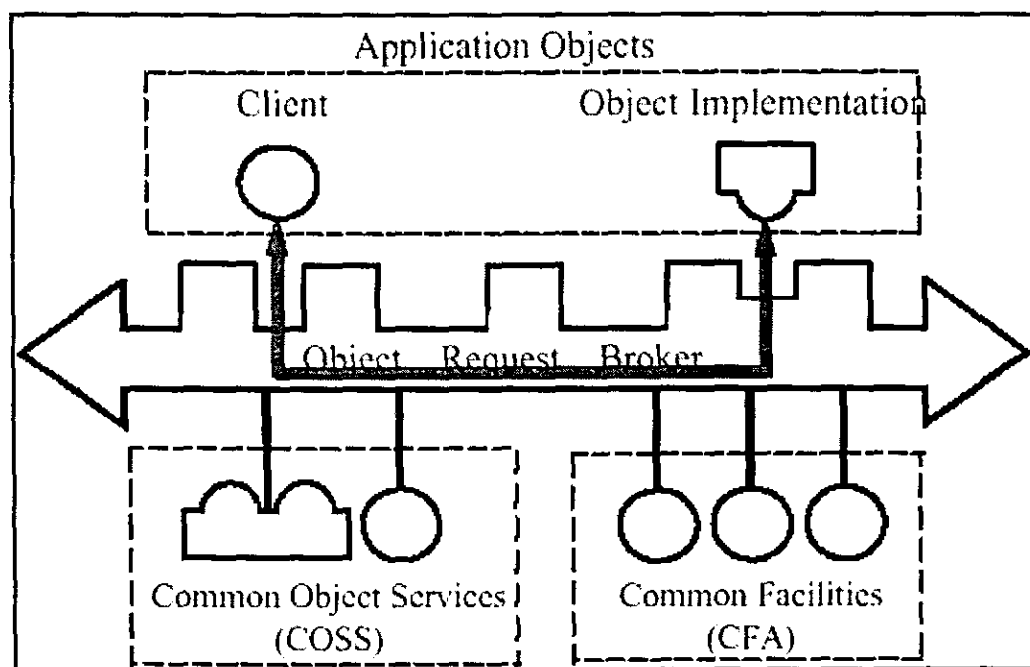 Application Objects
Client
Object Implementation
Object Request Broker
Common Object Services
(COSS)
Common Facilities
(CFA)